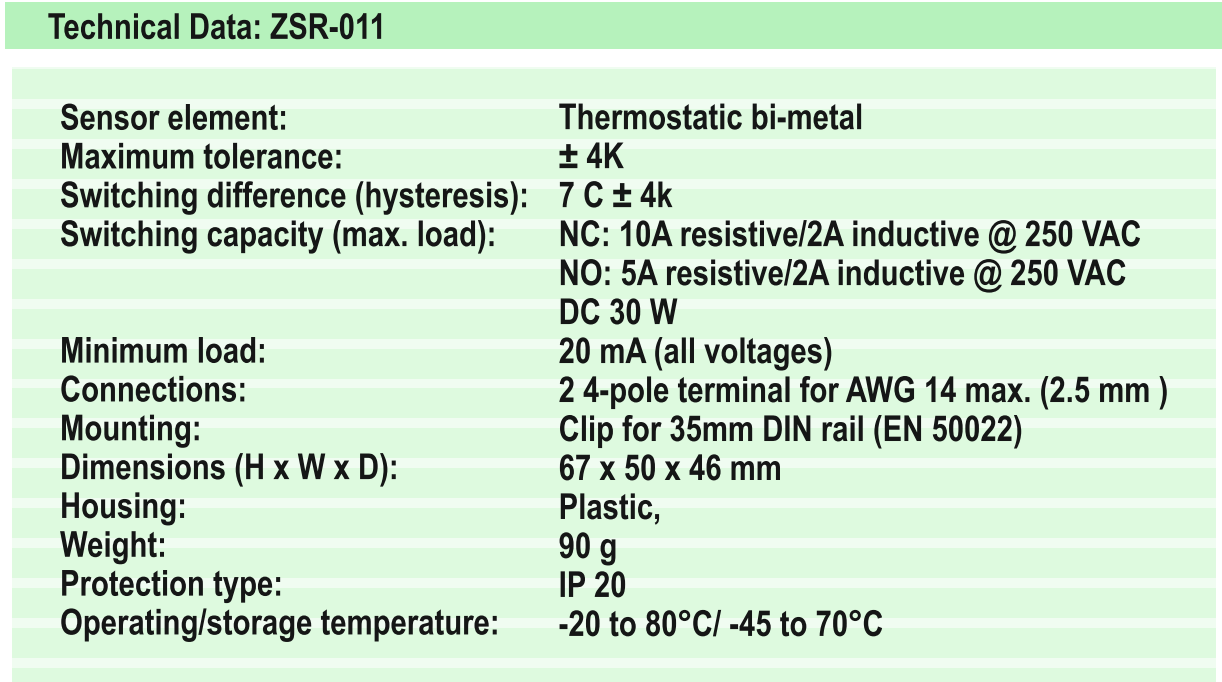 Technical Data: ZSR-011
Sensor element: Thermostatic bi-metal
Maximum tolerance: ± 4K
Switching difference (hysteresis): 7 C ± 4k
Switching capacity (max. load): NC: 10A resistive/2A inductive @ 250 VAC
NO: 5A resistive/2A inductive @ 250 VAC
DC 30 W
Minimum load: 20 mA (all voltages)
Connections: 2 4-pole terminal for AWG 14 max. (2.5 mm )
Mounting: Clip for 35mm DIN rail (EN 50022)
Dimensions (H x W x D): 67 x 50 x 46 mm
Housing: Plastic,
Weight: 90 g
Protection type: IP 20
Operating/storage temperature: -20 to 80°C/ -45 to 70°C